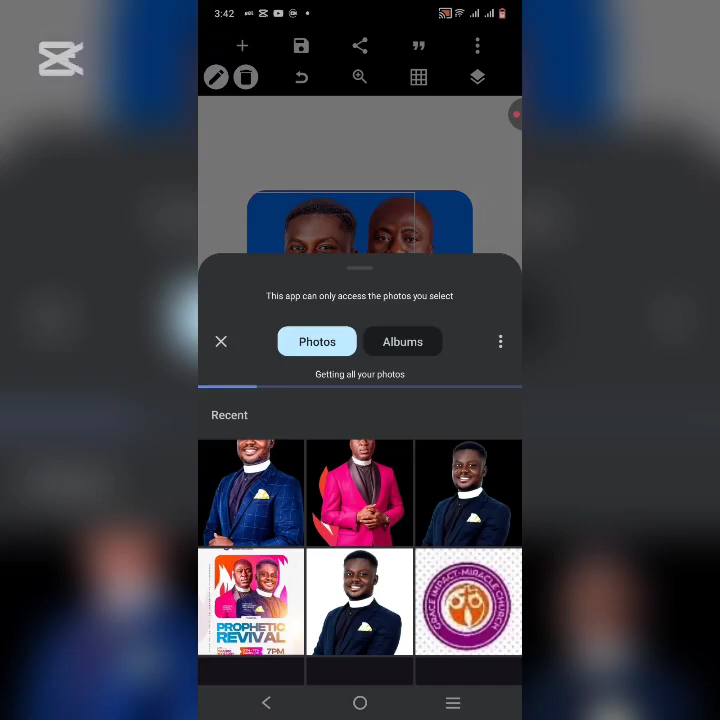 3:42
This app can only access the photos you select
Photos
Albums
Getting all your photos
Recent
PROPHETIC
REVIVAL
7PM
GRACE IMPACT-MIRACLE CHURCH